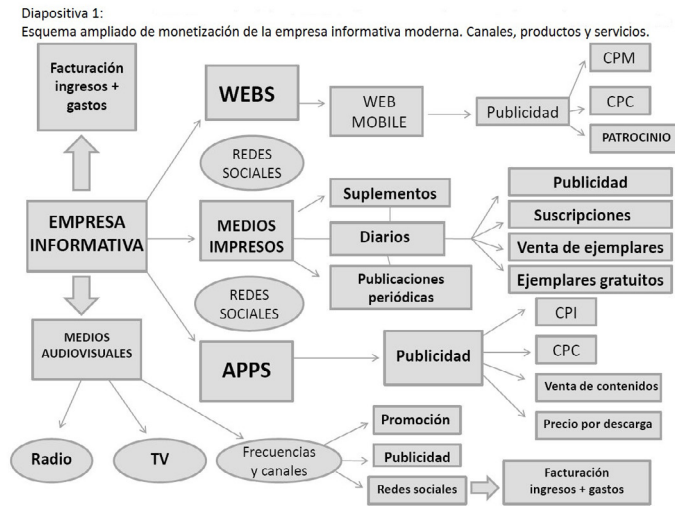 Diapositiva 1:
Esquema ampliado de monetización de la empresa informativa moderna. Canales, productos y servicios.
Facturación
ingresos +
gastos
WEBS
WEB
MOBILE
Publicidad
CPM
CPC
PATROCINIO
REDES
SOCIALES
EMPRESA
INFORMATIVA
MEDIOS
IMPRESOS
Suplementos
Diarios
Publicaciones
periódicas
Publicidad
Suscripciones
Venta de ejemplares
Ejemplares gratuitos
REDES
SOCIALES
MEDIOS
AUDIOVISUALES
APPS
Publicidad
CPI
CPC
Venta de contenidos
Precio por descarga
Radio
TV
Frecuencias
y canales
Promoción
Publicidad
Redes sociales
Facturación
ingresos + gastos